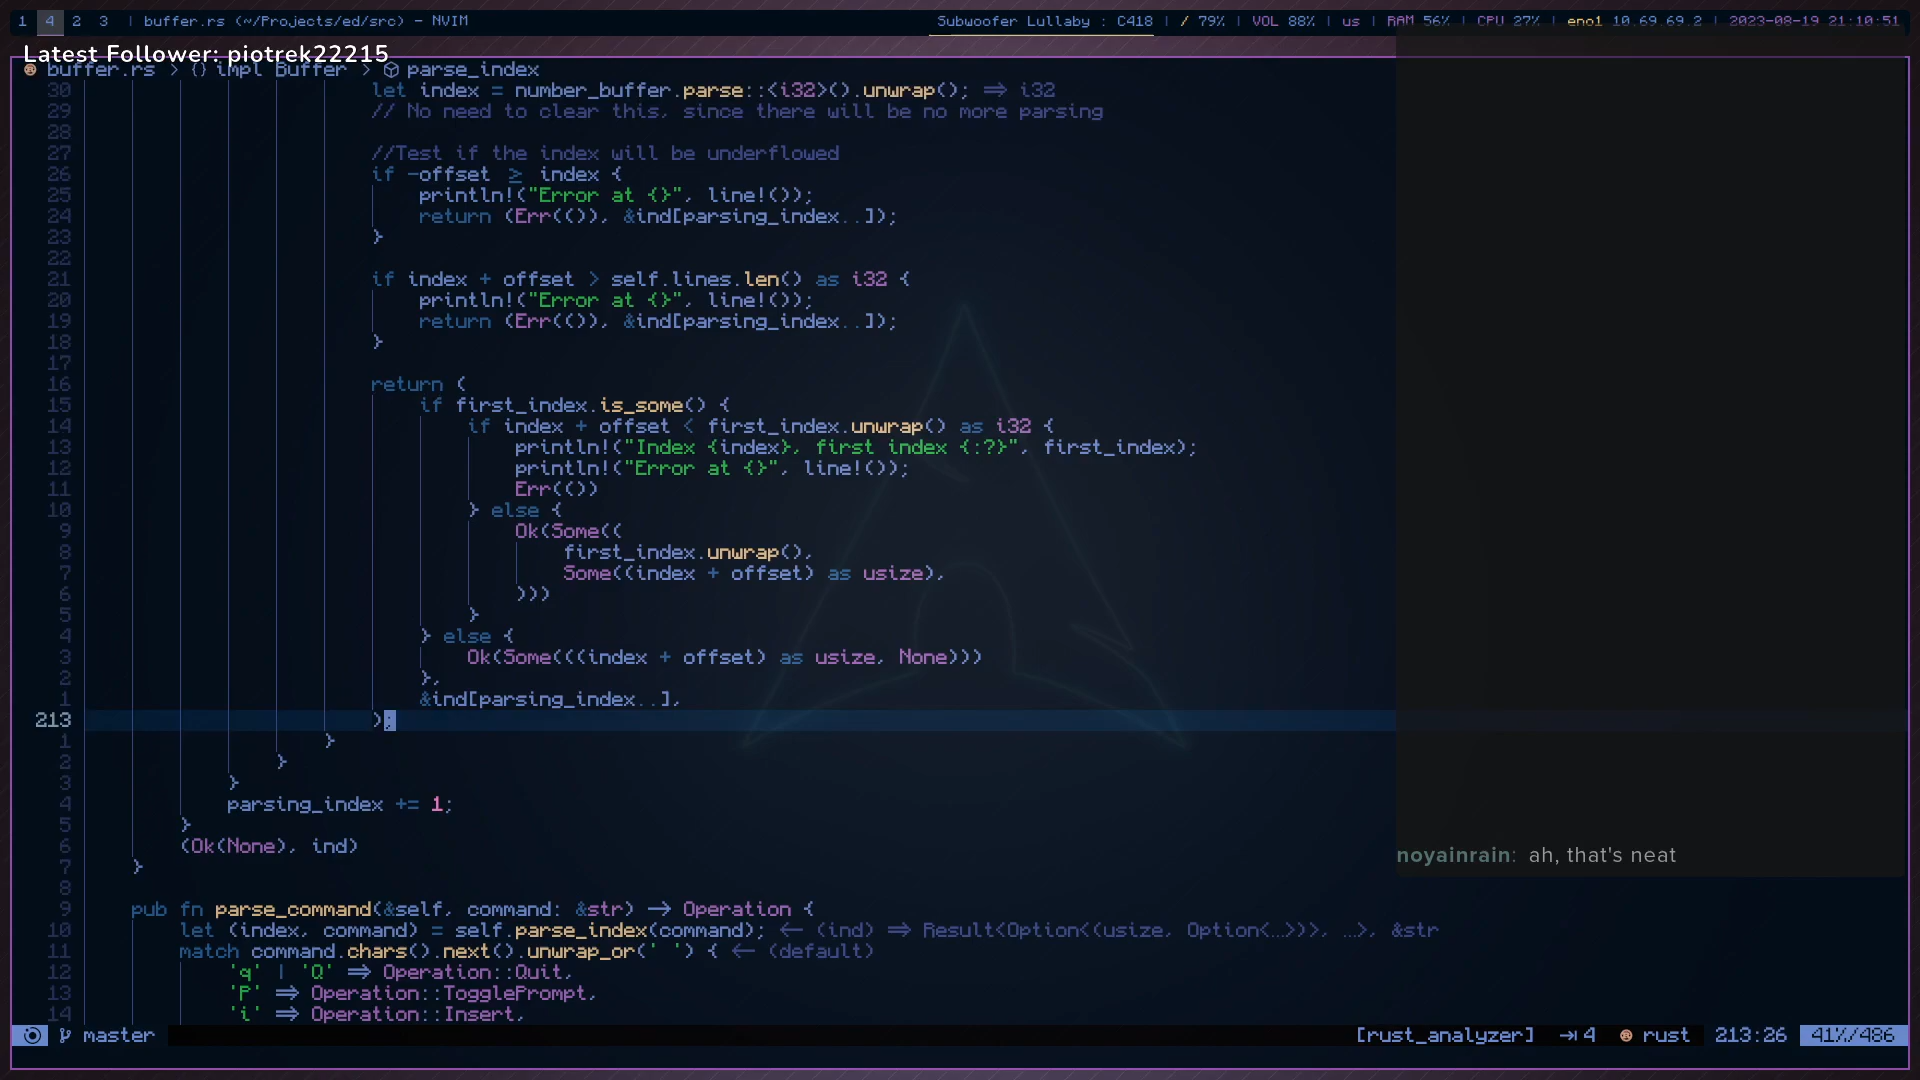 1 4 2 3 | buffer.rs (~/Projects/ed/src) - NVIM Subwoofer Lullaby : C418 | / 79% | VOL 88% | us | RAM 56% | CPU 27% | eno1 10.69.69.2 | 2023-08-19 21:10:51
Latest Follower: piotrek22215
buffer.rs > {} impl Buffer > parse_index
30 let index = number_buffer.parse::<i32>().unwrap(); => i32
29 // No need to clear this, since there will be no more parsing
28
27 //Test if the index will be underflowed
26 if -offset ≥ index {
25 println!("Error at {}", line!());
24 return (Err(()), &ind[parsing_index..]);
23 }
22
21 if index + offset > self.lines.len() as i32 {
20 println!("Error at {}", line!());
19 return (Err(()), &ind[parsing_index..]);
18 }
17
16 return (
15 if first_index.is_some() {
14 if index + offset < first_index.unwrap() as i32 {
13 println!("Index {index}, first index {:?}", first_index);
12 println!("Error at {}", line!());
11 Err(())
10 } else {
9 Ok(Some((
8 first_index.unwrap(),
7 Some((index + offset) as usize),
6 )))
5 }
4 } else {
3 Ok(Some(((index + offset) as usize, None)))
2 },
1 &ind[parsing_index..],
213 );
1 }
2 }
3 }
4 parsing_index += 1;
5 }
6 (Ok(None), ind)
7 }
noyainrain: ah, that's neat
8
9 pub fn parse_command(&self, command: &str) -> Operation {
10 let (index, command) = self.parse_index(command); <- (ind) => Result<Option<(usize, Option<…>)>, …>, &str
11 match command.chars().next().unwrap_or(' ') { <- (default)
12 'q' | 'Q' => Operation::Quit,
13 'P' => Operation::TogglePrompt,
14 'i' => Operation::Insert,
master [rust_analyzer] →4 rust 213:26 41%/486